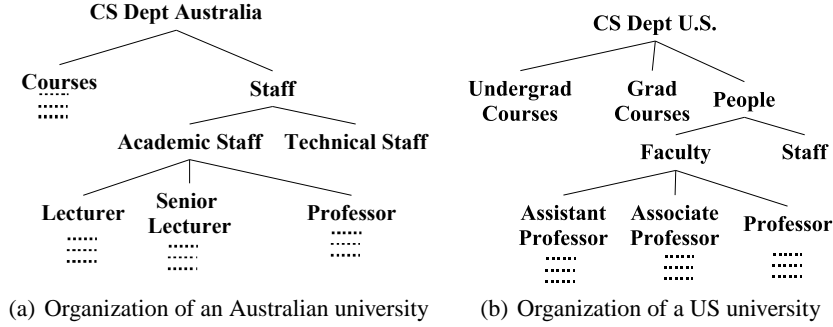 CS Dept Australia
Courses
Staff
Academic Staff
Technical Staff
Lecturer
Senior
Lecturer
Professor
(a) Organization of an Australian university
CS Dept U.S.
Undergrad
Courses
Grad
Courses
People
Faculty
Staff
Assistant
Professor
Associate
Professor
Professor
(b) Organization of a US university